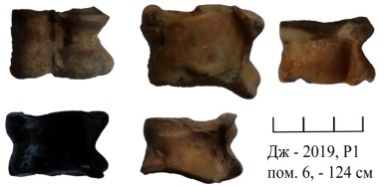 Дж - 2019, Р1
пом. 6, - 124 см